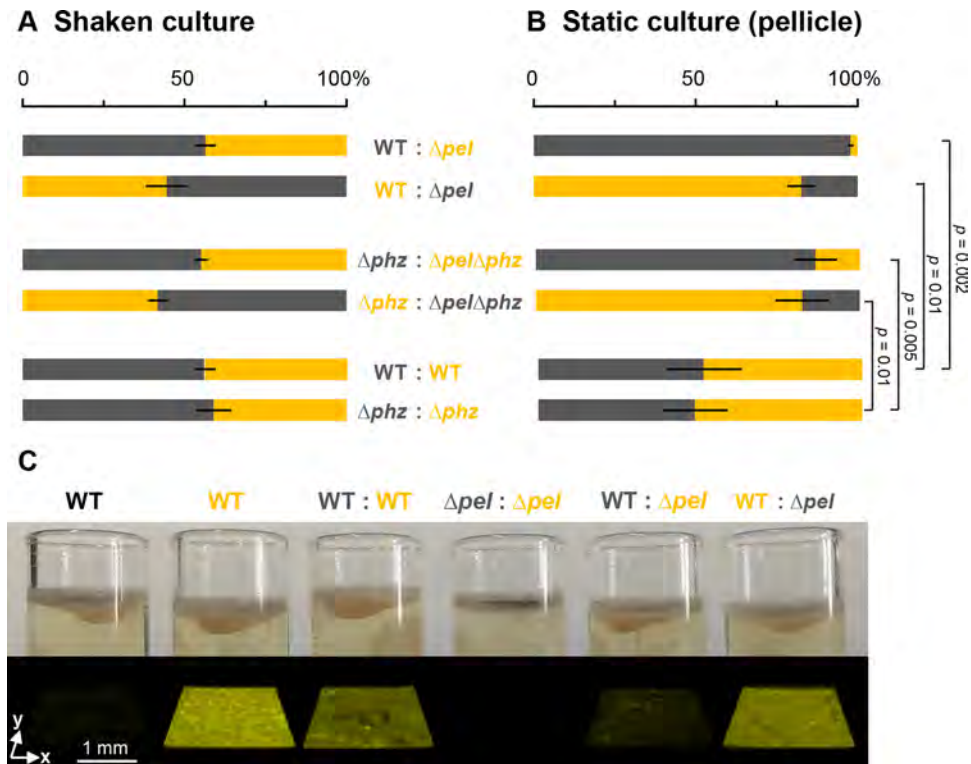 A Shaken culture
0 50 100%
WT : Δpel
WT : Δpel
Δphz : ΔpelΔphz
Δphz : ΔpelΔphz
WT : WT
Δphz : Δphz
B Static culture (pellicle)
0 50 100%
p = 0.002
p = 0.01
p = 0.005
p = 0.01
C
WT WT WT : WT Δpel : Δpel WT : Δpel WT : Δpel
y
x
1 mm